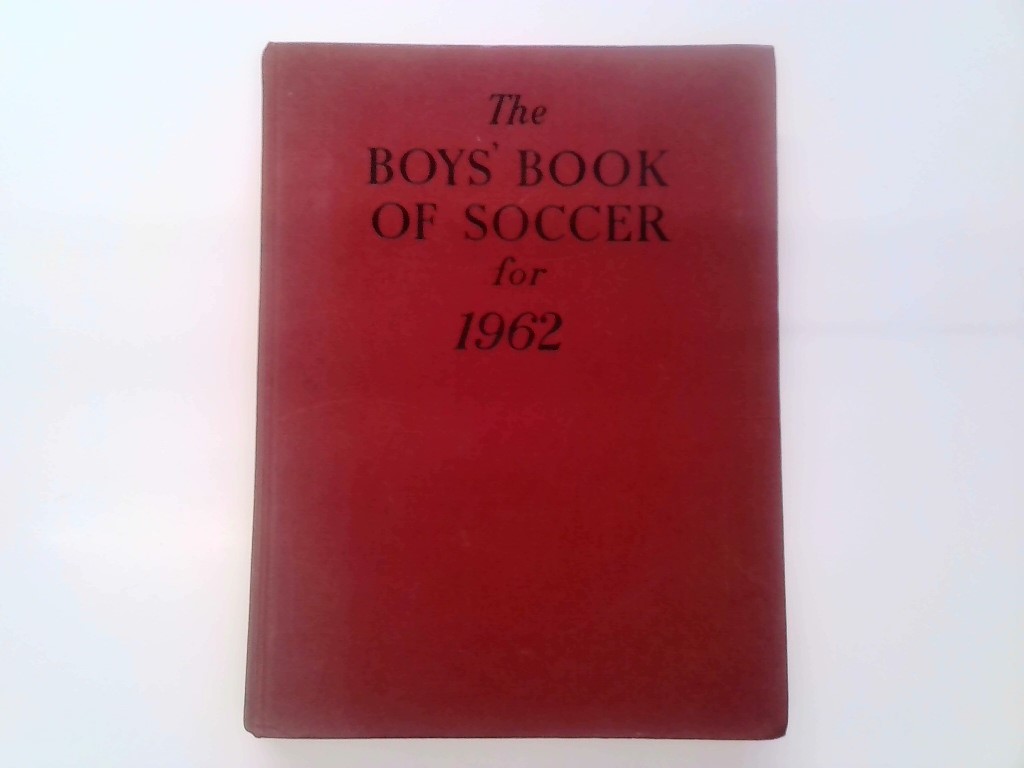 The
BOYS' BOOK
OF SOCCER
for
1962